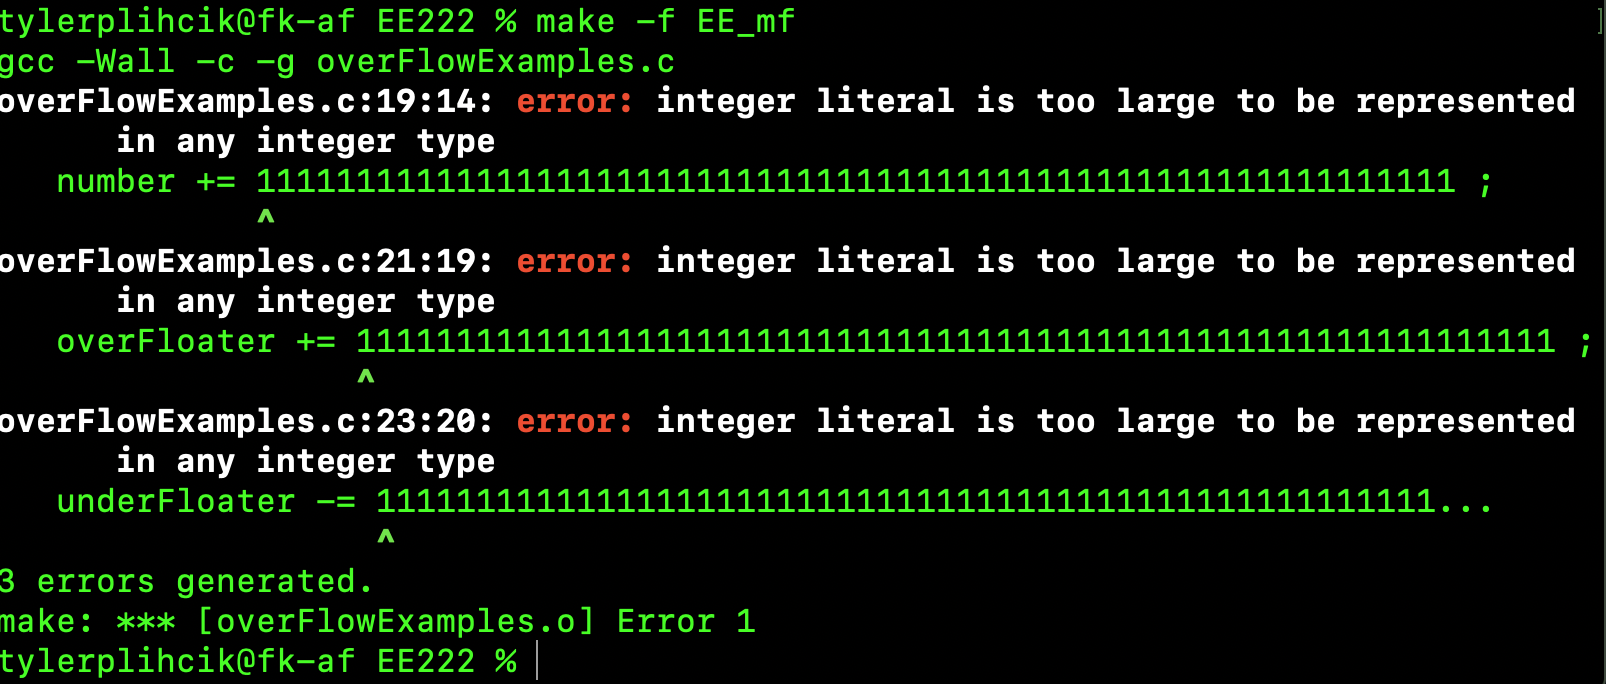 tylerplihcik@fk-af EE222 % make -f EE_mf ]
gcc -Wall -c -g overFlowExamples.c
overFlowExamples.c:19:14: error: integer literal is too large to be represented
in any integer type
number += 111111111111111111111111111111111111111111111111111111111111 ;
^
overFlowExamples.c:21:19: error: integer literal is too large to be represented
in any integer type
overFloater += 111111111111111111111111111111111111111111111111111111111111 ;
^
overFlowExamples.c:23:20: error: integer literal is too large to be represented
in any integer type
underFloater -= 11111111111111111111111111111111111111111111111111111...
^
3 errors generated.
make: *** [overFlowExamples.o] Error 1
tylerplihcik@fk-af EE222 %